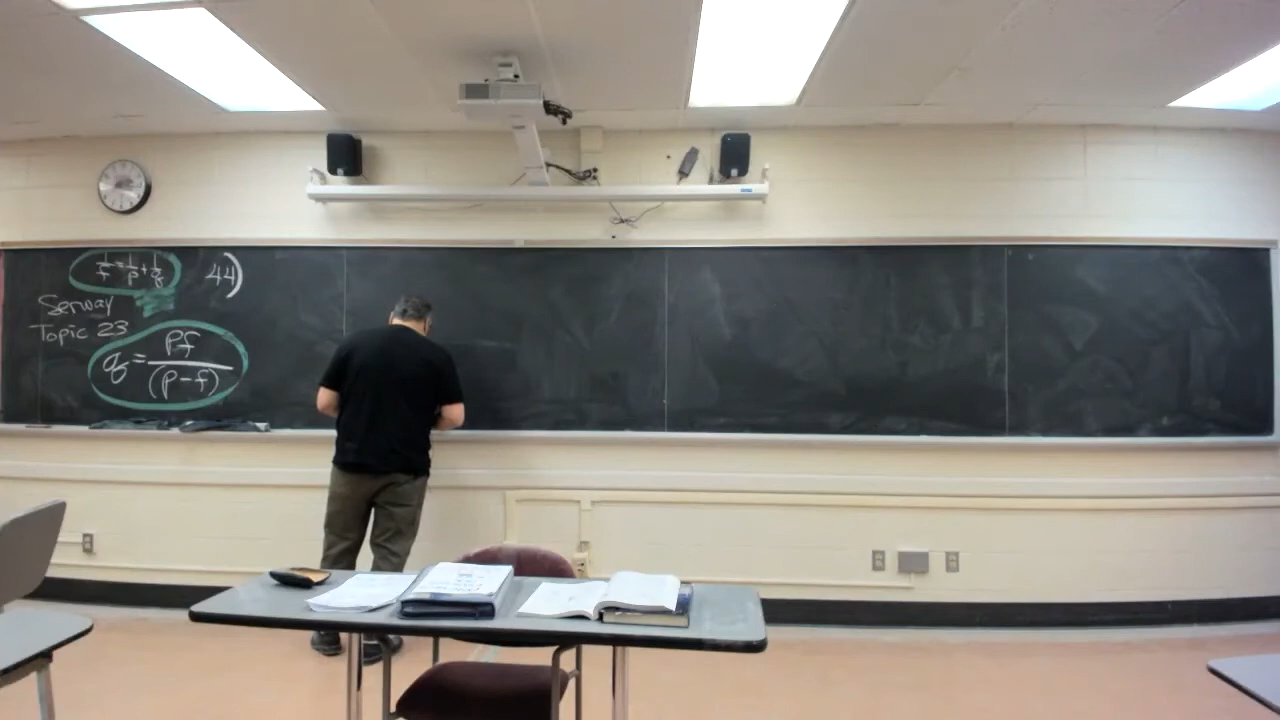 1/f = 1/p + 1/q
44)
Serway
Topic 23
q = pf/(p-f)